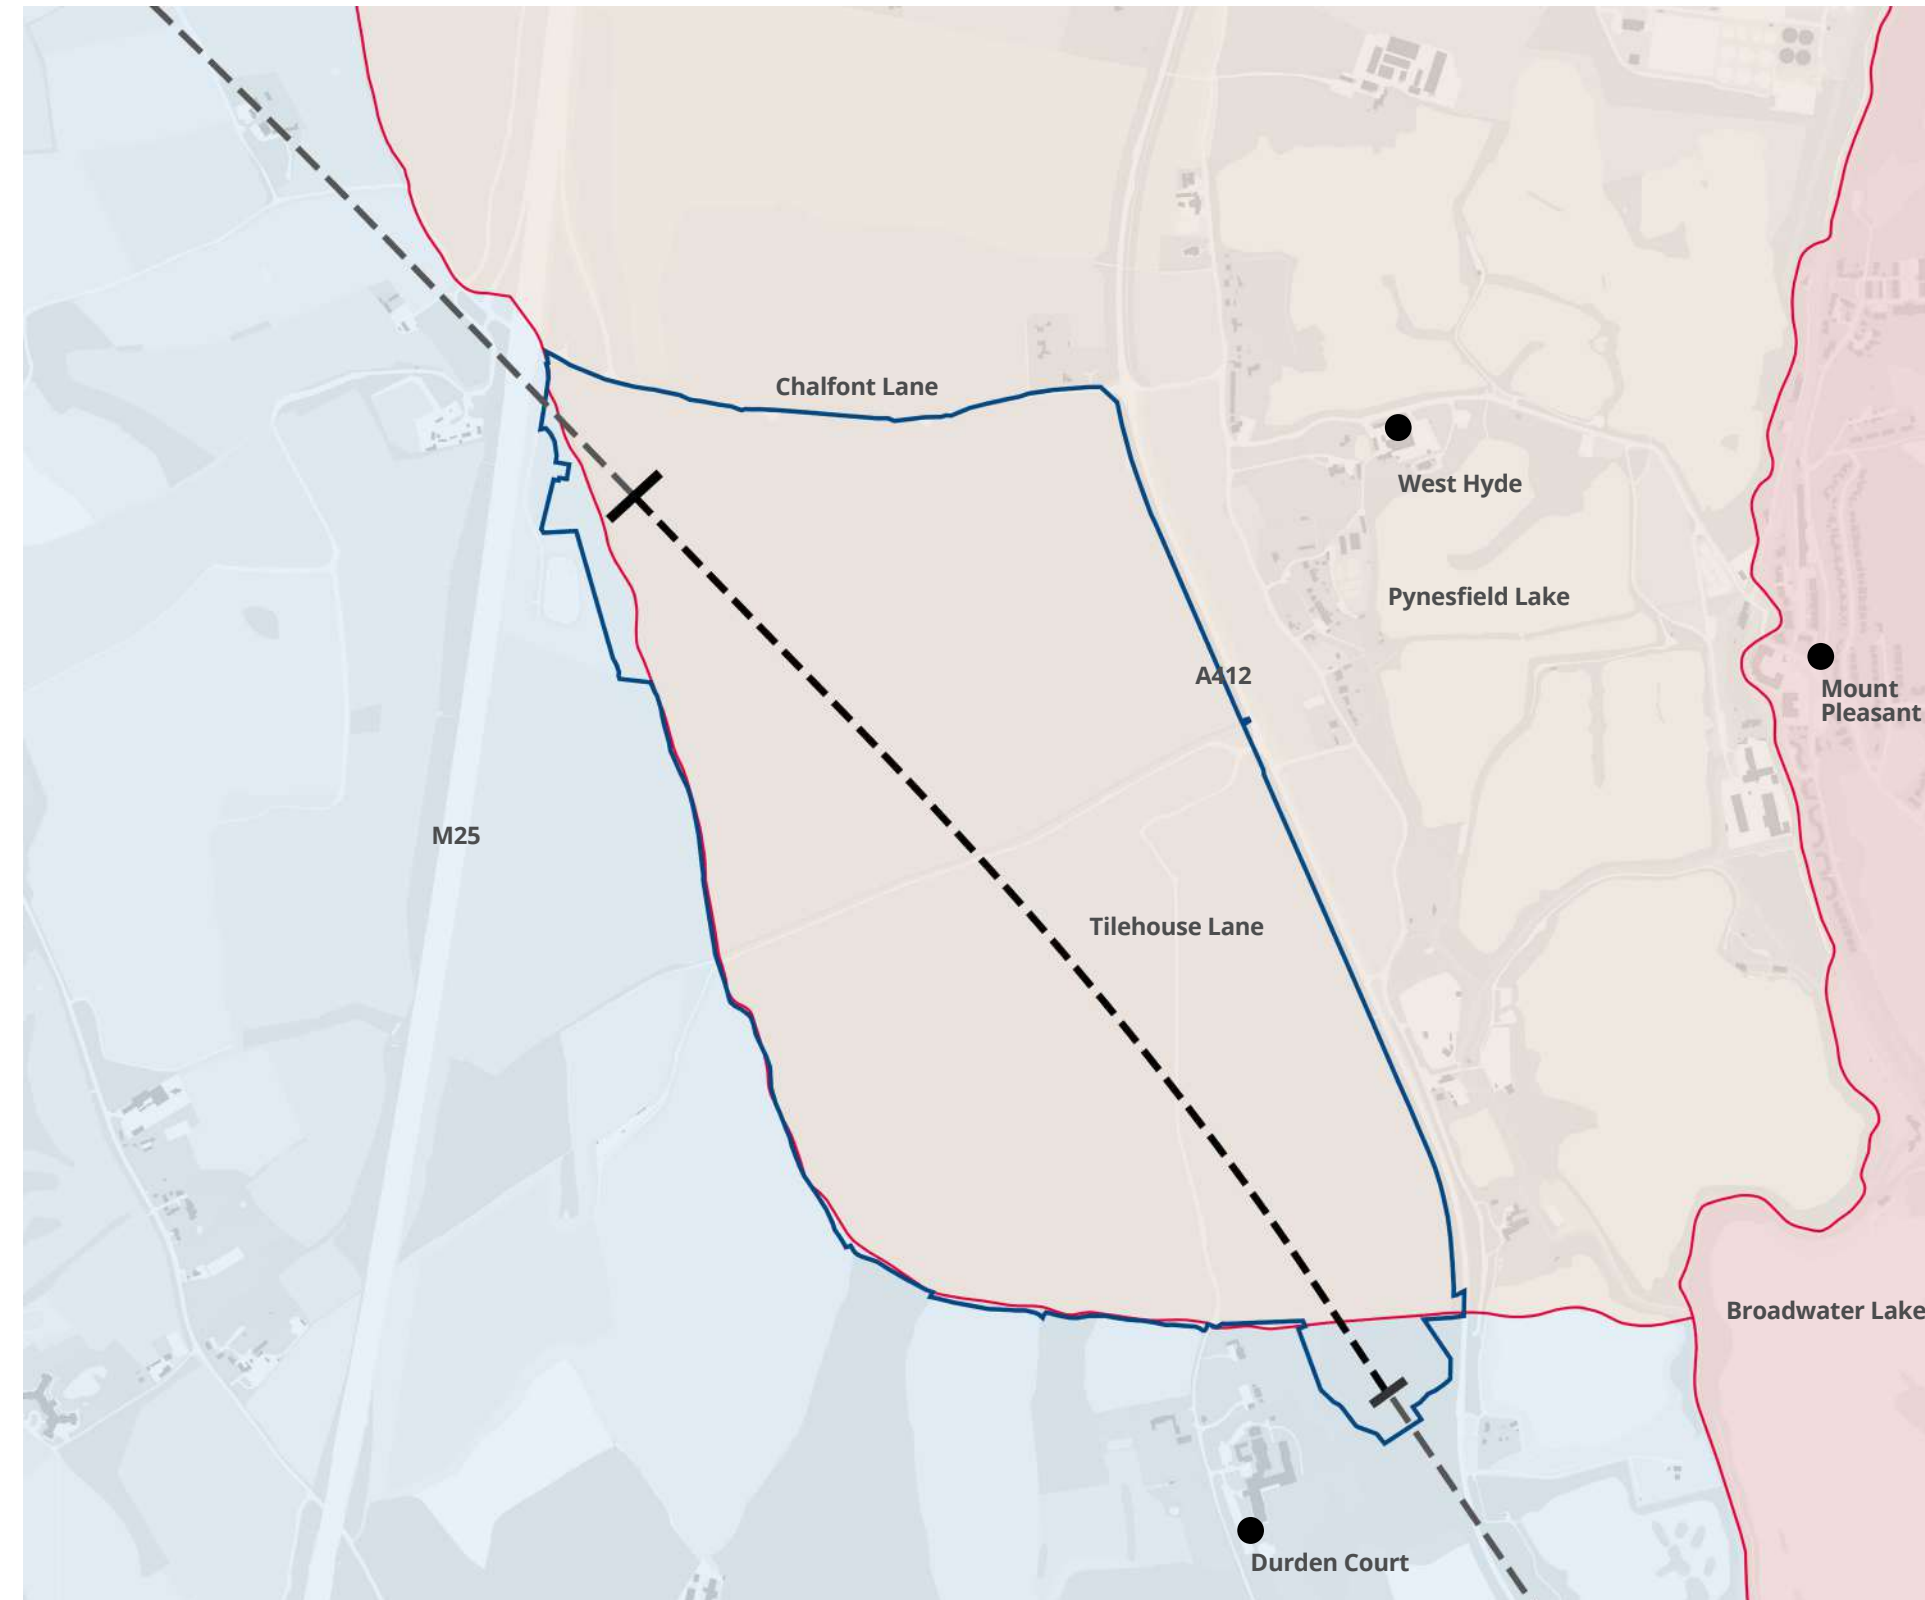 Chalfont Lane
West Hyde
Pynesfield Lake
A412
Mount
Pleasant
M25
Tilehouse Lane
Broadwater Lake
Durden Court